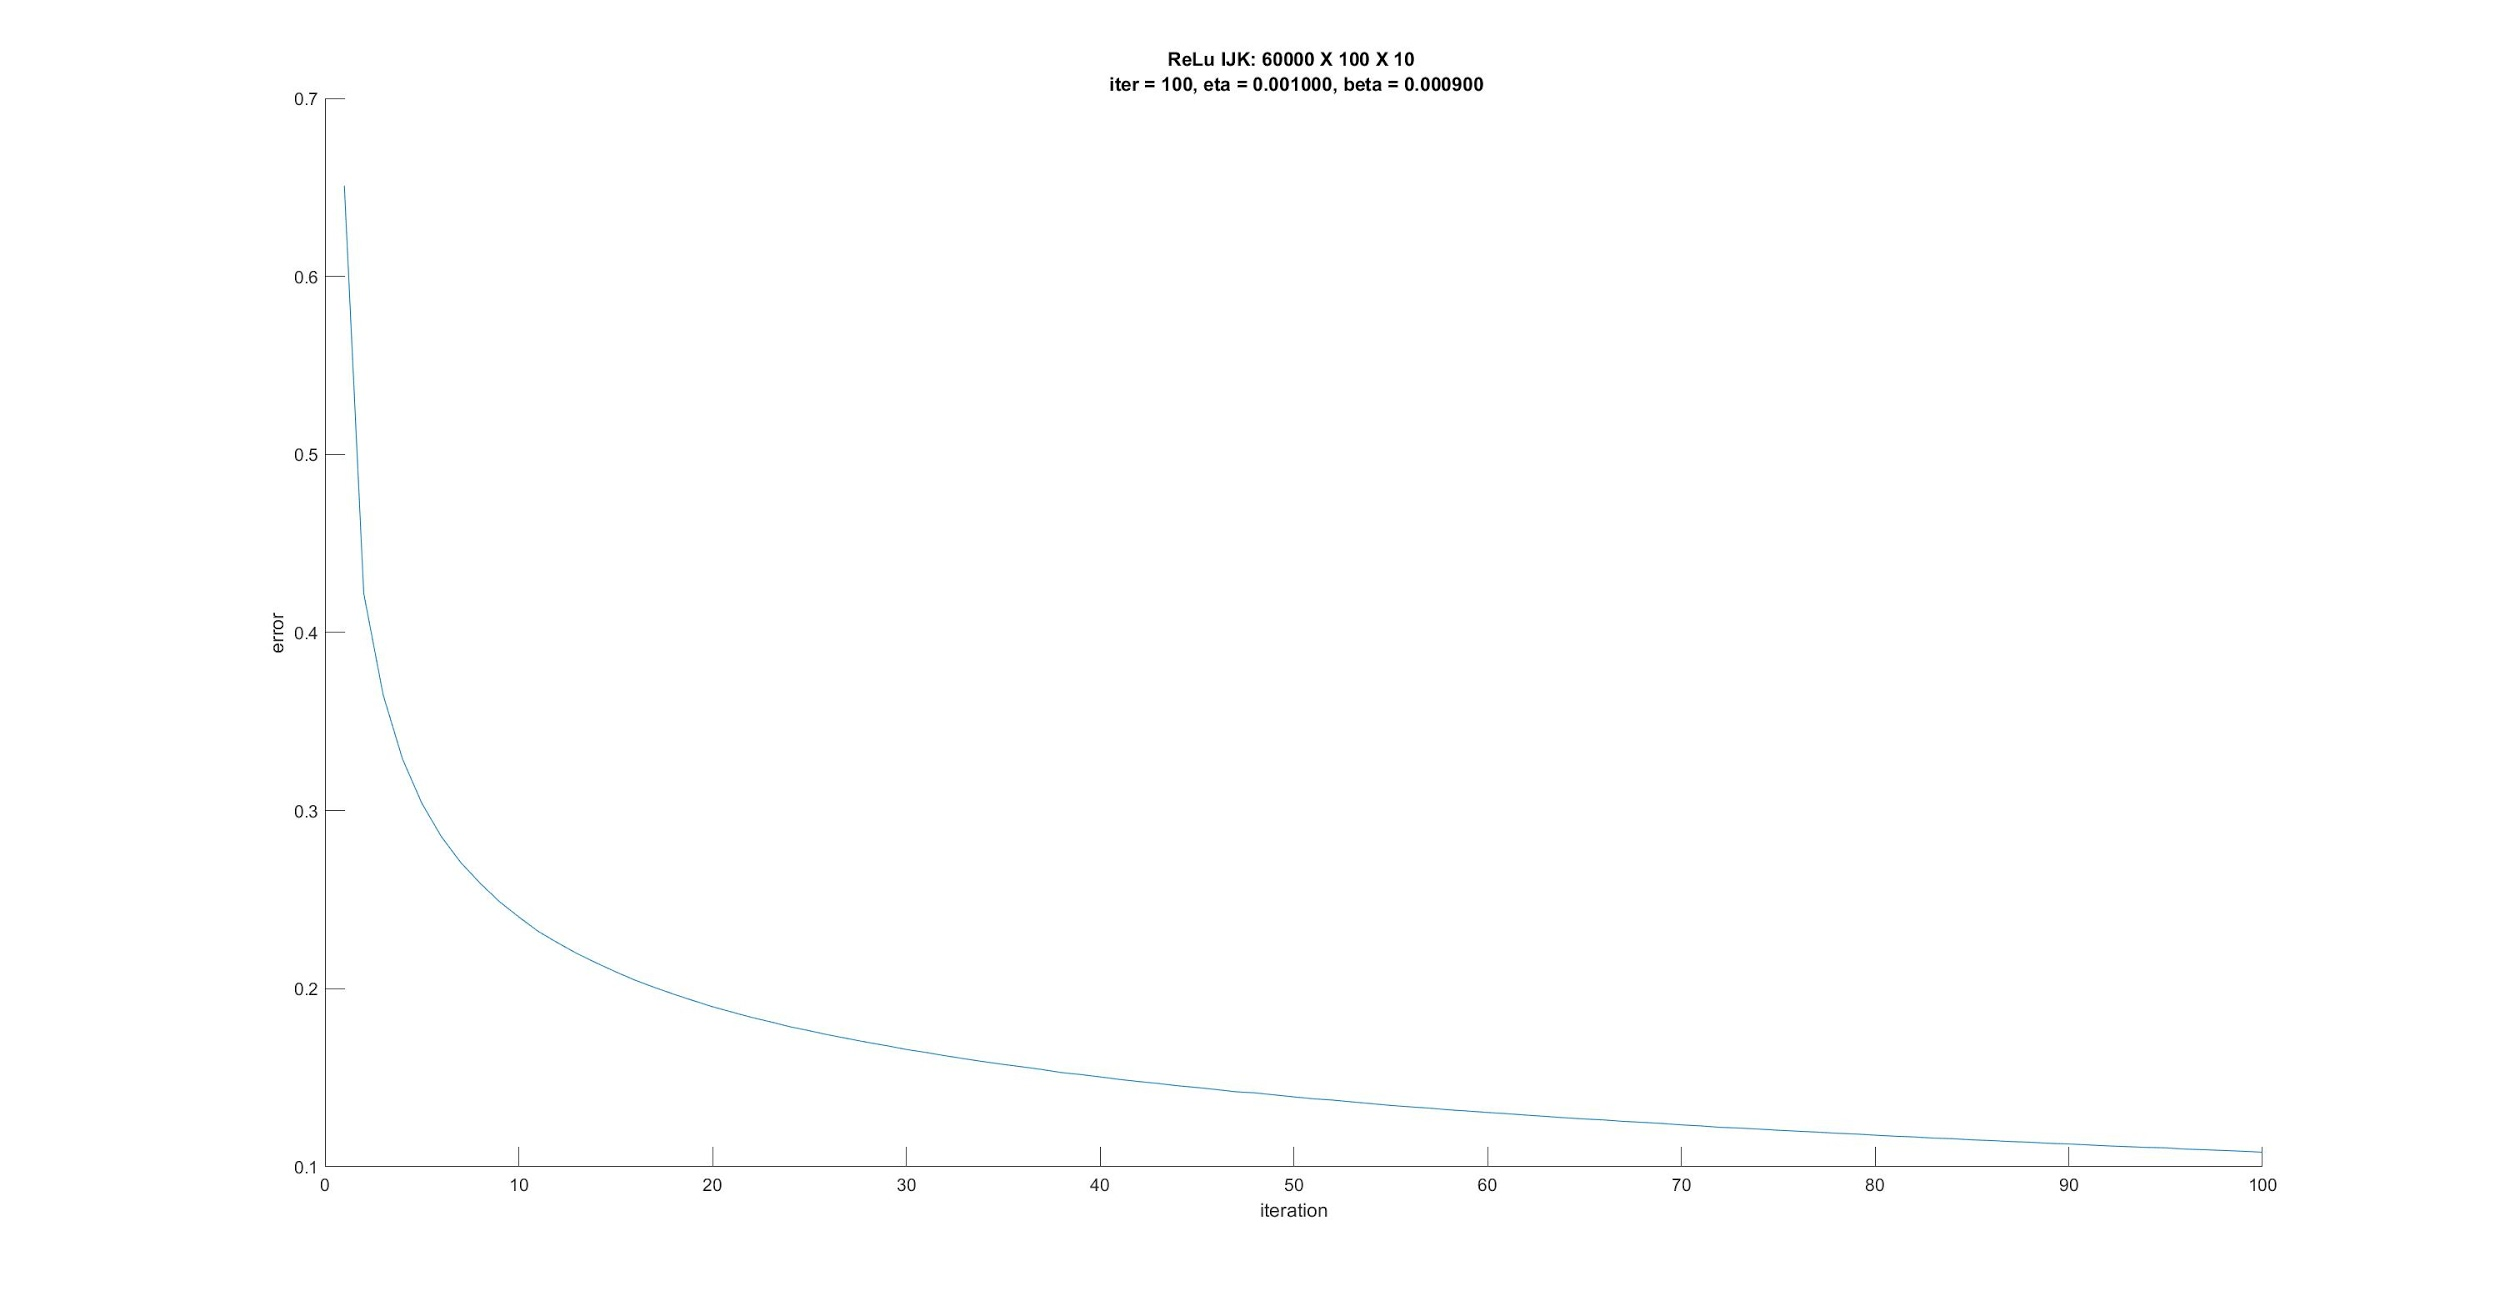 ReLu IJK: 60000 X 100 X 10
iter = 100, eta = 0.001000, beta = 0.000900
0.7
0.6
0.5
0.4
0.3
0.2
0.1
error
0 10 20 30 40 50 60 70 80 90 100
iteration